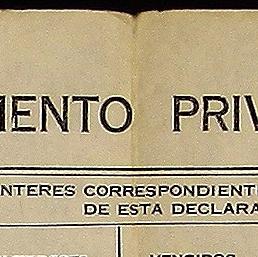 MENTO PRIV
INTERES CORRESPONDIENT
DE ESTA DECLARA
VENCIDOS